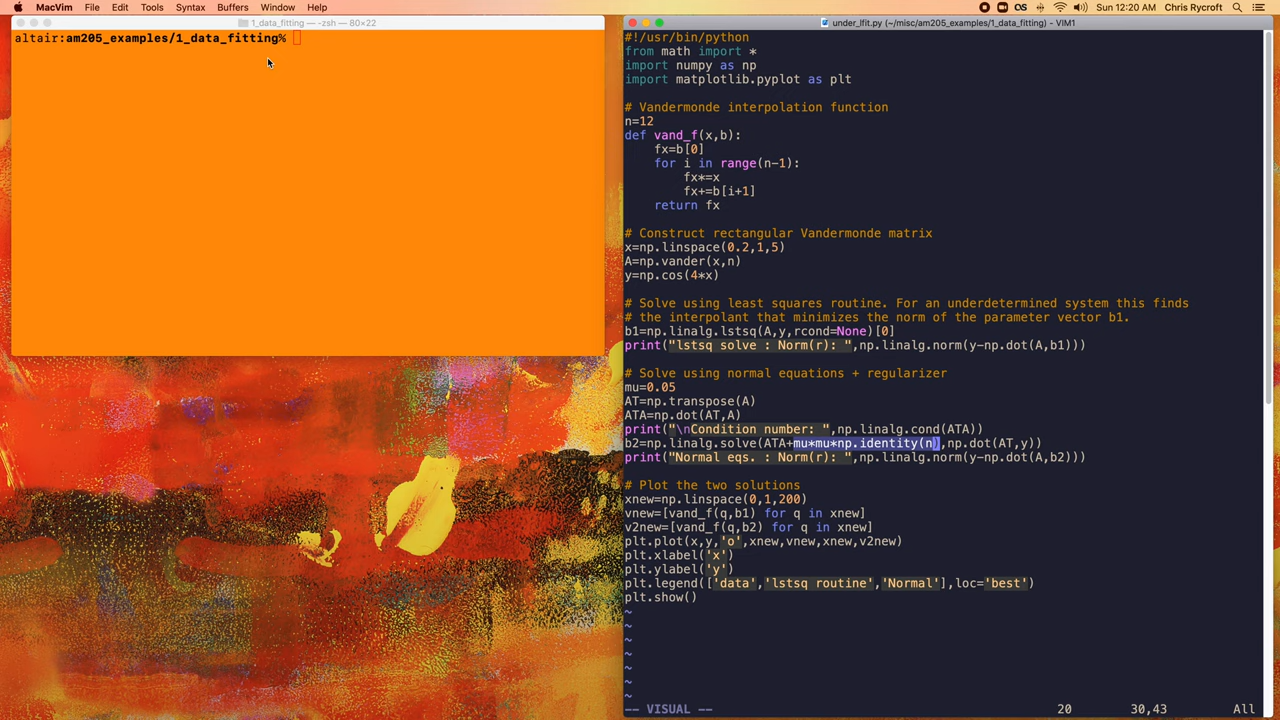 MacVim File Edit Tools Syntax Buffers Window Help
Sun 12:20 AM Chris Rycroft
1_data_fitting — -zsh — 80×22
altair:am205_examples/1_data_fitting%
under_lfit.py (~/misc/am205_examples/1_data_fitting) - VIM1
#!/usr/bin/python
from math import *
import numpy as np
import matplotlib.pyplot as plt
# Vandermonde interpolation function
n=12
def vand_f(x,b):
    fx=b[0]
    for i in range(n-1):
        fx*=x
        fx+=b[i+1]
    return fx
# Construct rectangular Vandermonde matrix
x=np.linspace(0.2,1,5)
A=np.vander(x,n)
y=np.cos(4*x)
# Solve using least squares routine. For an underdetermined system this finds
# the interpolant that minimizes the norm of the parameter vector b1.
b1=np.linalg.lstsq(A,y,rcond=None)[0]
print("lstsq solve : Norm(r): ",np.linalg.norm(y-np.dot(A,b1)))
# Solve using normal equations + regularizer
mu=0.05
AT=np.transpose(A)
ATA=np.dot(AT,A)
print("\nCondition number: ",np.linalg.cond(ATA))
b2=np.linalg.solve(ATA+mu*mu*np.identity(n),np.dot(AT,y))
print("Normal eqs. : Norm(r): ",np.linalg.norm(y-np.dot(A,b2)))
# Plot the two solutions
xnew=np.linspace(0,1,200)
vnew=[vand_f(q,b1) for q in xnew]
v2new=[vand_f(q,b2) for q in xnew]
plt.plot(x,y,'o',xnew,vnew,xnew,v2new)
plt.xlabel('x')
plt.ylabel('y')
plt.legend(['data','lstsq routine','Normal'],loc='best')
plt.show()
~
~
~
~
~
~
~
-- VISUAL -- 20 30,43 All